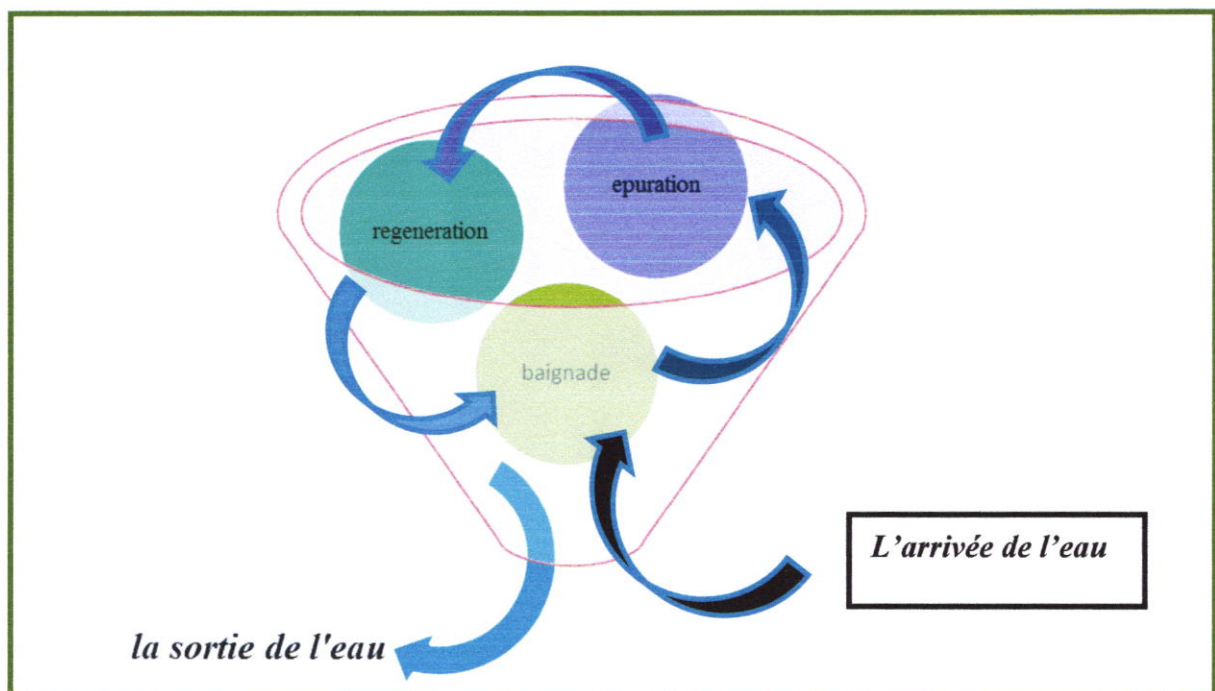 epuration
regeneration
baignade
L’arrivée de l’eau
la sortie de l'eau